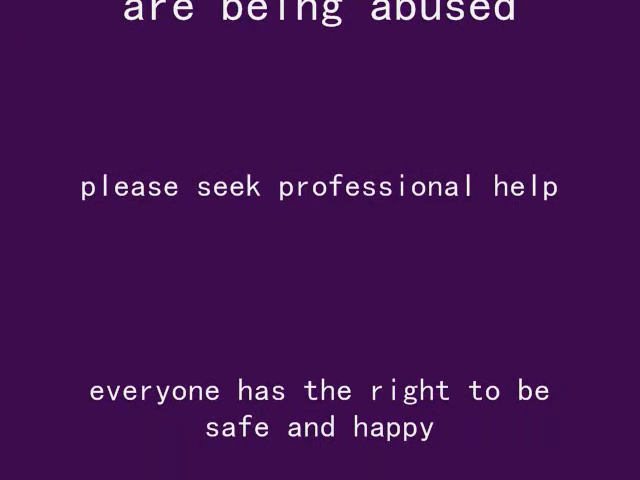 are being abused
please seek professional help
everyone has the right to be
safe and happy